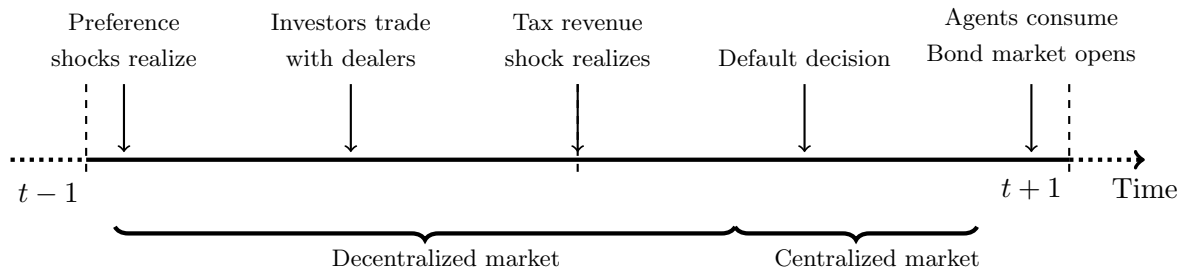 Preference
shocks realize
Investors trade
with dealers
Tax revenue
shock realizes
Default decision
Agents consume
Bond market opens
t − 1
t + 1
Time
Decentralized market
Centralized market